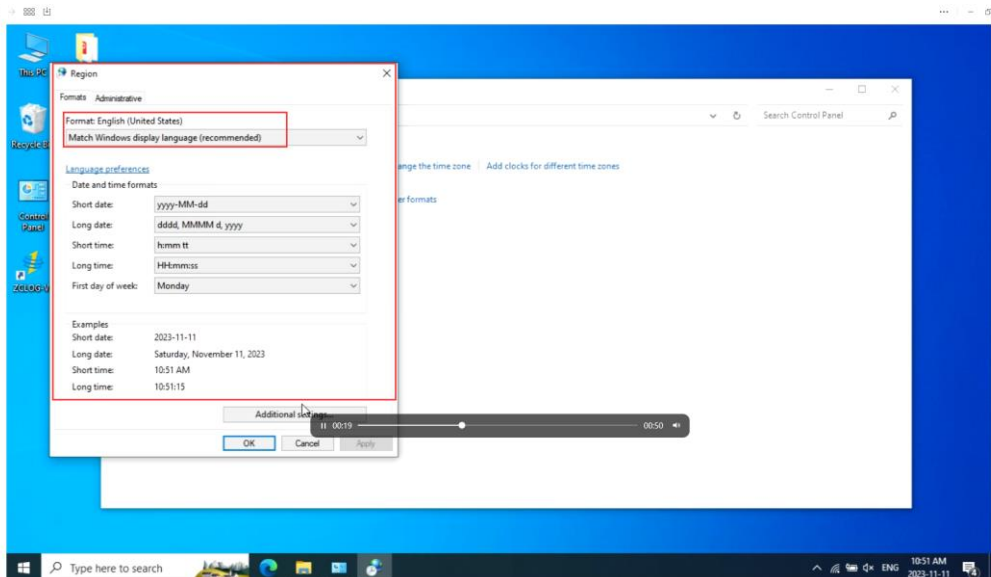 This PC
Region
Formats Administrative
Format: English (United States)
Match Windows display language (recommended)
Search Control Panel
Language preferences
ange the time zone Add clocks for different time zones
Date and time formats
er formats
Short date: yyyy-MM-dd
Long date: dddd, MMMM d, yyyy
Control
Panel
Short time: h:mm tt
Long time: HH:mm:ss
First day of week: Monday
Examples
Short date: 2023-11-11
Long date: Saturday, November 11, 2023
Short time: 10:51 AM
Long time: 10:51:15
Additional settings...
00:19 00:50
OK Cancel Apply
Type here to search
ENG
10:51 AM
2023-11-11